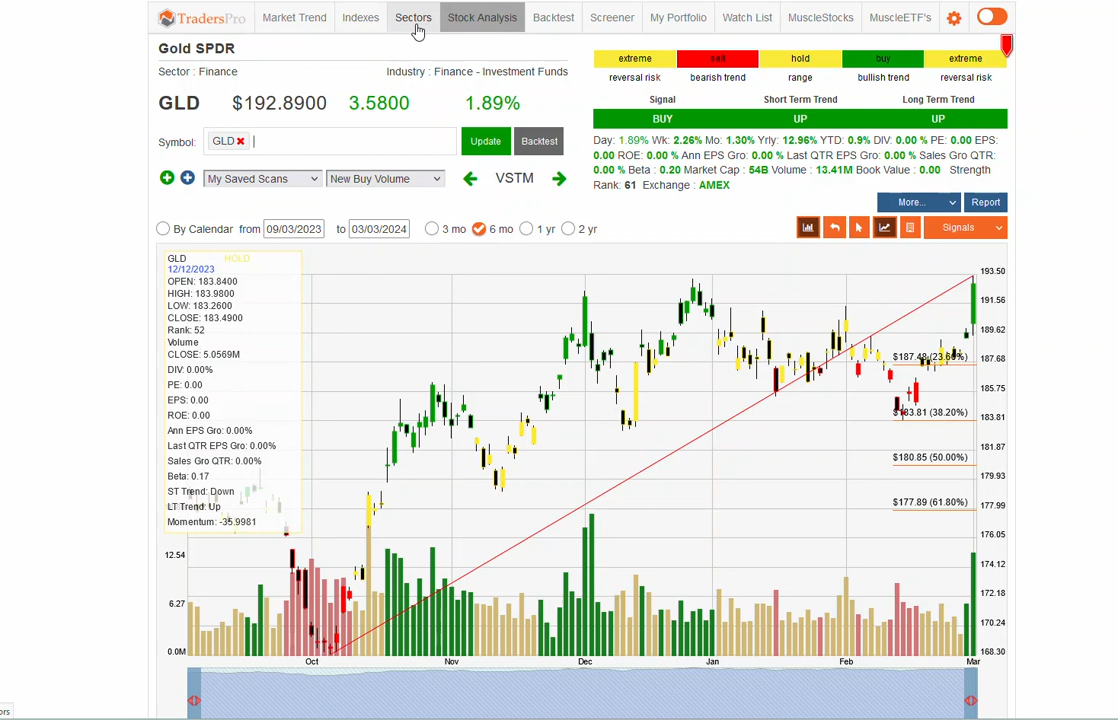 TradersPro Market Trend Indexes Sectors Stock Analysis Backtest Screener My Portfolio Watch List MuscleStocks MuscleETF's
Gold SPDR
Sector : Finance Industry : Finance - Investment Funds
GLD $192.8900 3.5800 1.89%
Symbol: GLD Update Backtest
My Saved Scans New Buy Volume VSTM
extreme sell hold buy extreme
reversal risk bearish trend range bullish trend reversal risk
Signal Short Term Trend Long Term Trend
BUY UP UP
Day: 1.89% Wk: 2.26% Mo: 1.30% Yrly: 12.96% YTD: 0.9% DIV: 0.00 % PE: 0.00 EPS:
0.00 ROE: 0.00 % Ann EPS Gro: 0.00 % Last QTR EPS Gro: 0.00 % Sales Gro QTR:
0.00 % Beta : 0.20 Market Cap : 54B Volume : 13.41M Book Value : 0.00 Strength
Rank: 61 Exchange : AMEX
More... Report
By Calendar from 09/03/2023 to 03/03/2024 3 mo 6 mo 1 yr 2 yr Signals
GLD HOLD
12/12/2023
OPEN: 183.8400
HIGH: 183.9800
LOW: 183.2600
CLOSE: 183.4900
Rank: 52
Volume
CLOSE: 5.0569M
DIV: 0.00%
PE: 0.00
EPS: 0.00
ROE: 0.00
Ann EPS Gro: 0.00%
Last QTR EPS Gro: 0.00%
Sales Gro QTR: 0.00%
Beta: 0.17
ST Trend: Down
LT Trend: Up
Momentum: -35.9981
193.50
191.56
189.62
187.68
185.75
183.81
181.87
179.93
177.99
176.05
174.12
172.18
170.24
168.30
$187.48 (23.60%)
$183.81 (38.20%)
$180.85 (50.00%)
$177.89 (61.80%)
12.54
6.27
0.0M
Oct Nov Dec Jan Feb Mar
ors